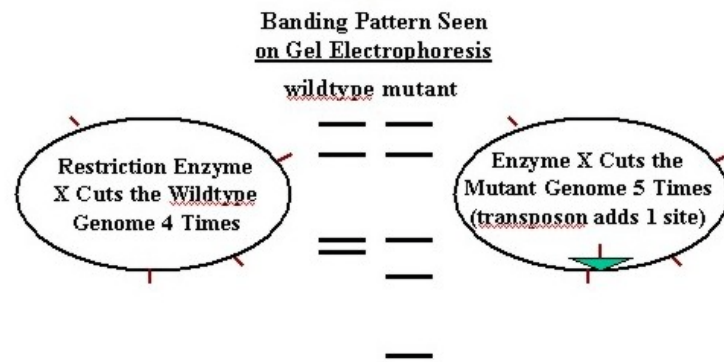 Banding Pattern Seen
on Gel Electrophoresis
wildtype mutant
Restriction Enzyme
X Cuts the Wildtype
Genome 4 Times
Enzyme X Cuts the
Mutant Genome 5 Times
(transposon adds 1 site)